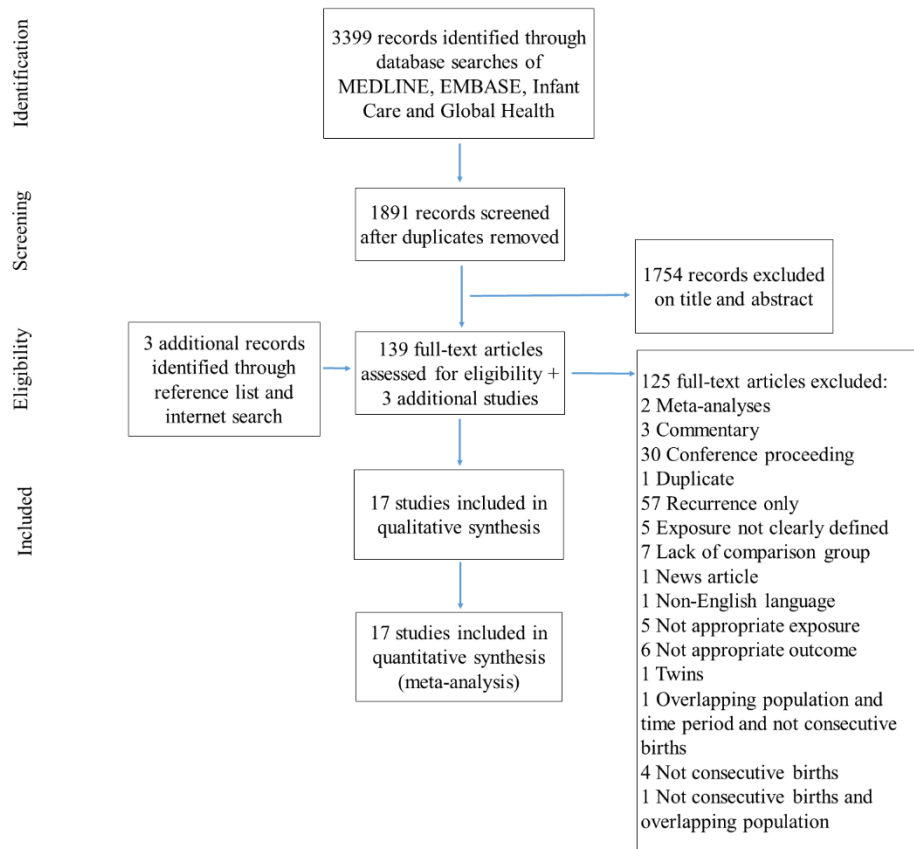 Identification
3399 records identified through
database searches of
MEDLINE, EMBASE, Infant
Care and Global Health
Screening
1891 records screened
after duplicates removed
1754 records excluded
on title and abstract
Eligibility
3 additional records
identified through
reference list and
internet search
139 full-text articles
assessed for eligibility +
3 additional studies
125 full-text articles excluded:
2 Meta-analyses
3 Commentary
30 Conference proceeding
1 Duplicate
57 Recurrence only
5 Exposure not clearly defined
7 Lack of comparison group
1 News article
1 Non-English language
5 Not appropriate exposure
6 Not appropriate outcome
1 Twins
1 Overlapping population and
time period and not consecutive
births
4 Not consecutive births
1 Not consecutive births and
overlapping population
Included
17 studies included in
qualitative synthesis
17 studies included in
quantitative synthesis
(meta-analysis)